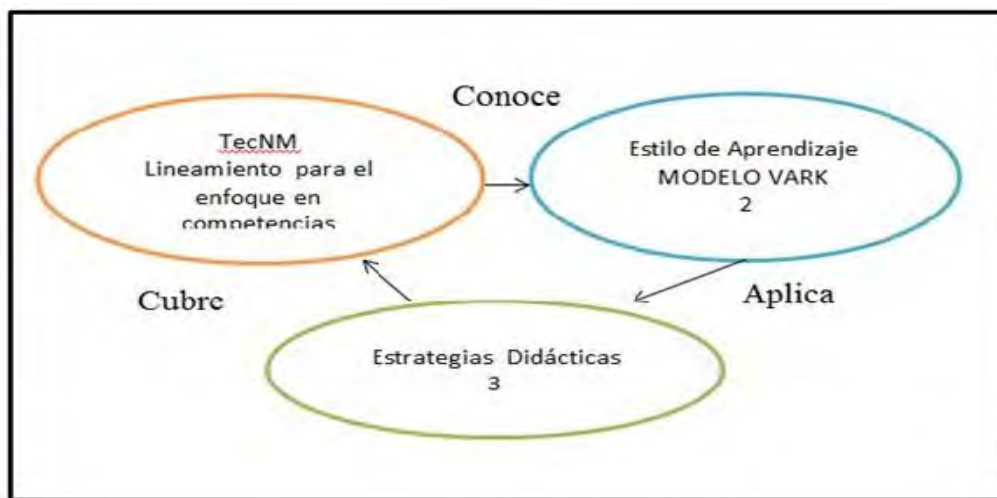 Conoce
TecNM
Lineamiento para el
enfoque en
competencias
Estilo de Aprendizaje
MODELO VARK
2
Cubre
Aplica
Estrategias Didácticas
3